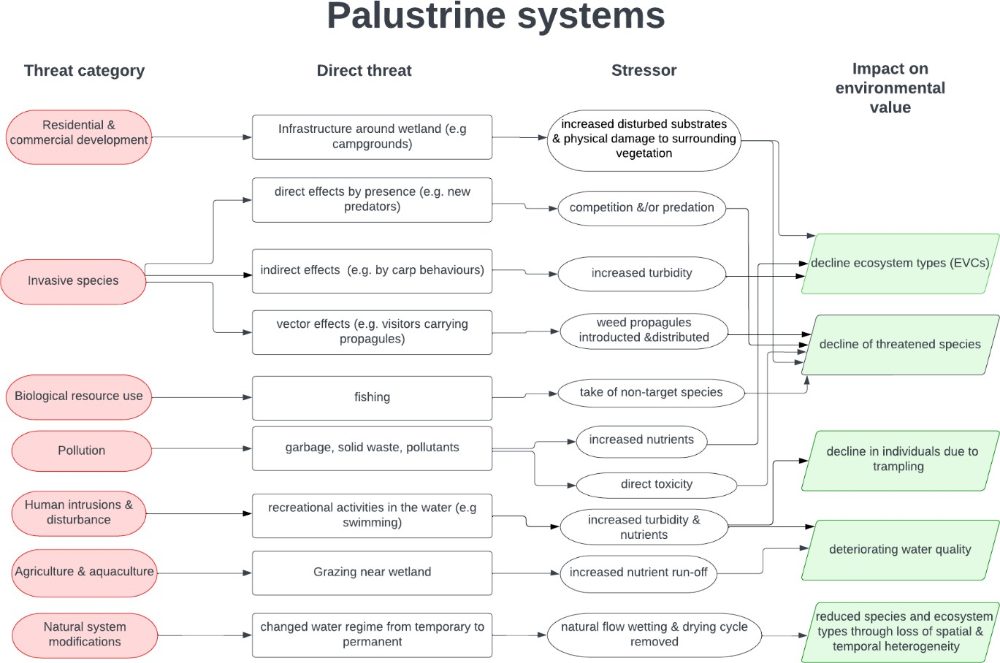 Palustrine systems
Threat category
Direct threat
Stressor
Impact on
environmental
value
Residential &
commercial development
Infrastructure around wetland (e.g
campgrounds)
increased disturbed substrates
& physical damage to surrounding
vegetation
direct effects by presence (e.g. new
predators)
competition &/or predation
Invasive species
indirect effects  (e.g. by carp behaviours)
increased turbidity
decline ecosystem types (EVCs)
vector effects (e.g. visitors carrying
propagules)
weed propagules
introducted &distributed
decline of threatened species
Biological resource use
fishing
take of non-target species
Pollution
garbage, solid waste, pollutants
increased nutrients
direct toxicity
decline in individuals due to
trampling
Human intrusions &
disturbance
recreational activities in the water (e.g
swimming)
increased turbidity &
nutrients
deteriorating water quality
Agriculture & aquaculture
Grazing near wetland
increased nutrient run-off
Natural system
modifications
changed water regime from temporary to
permanent
natural flow wetting & drying cycle
removed
reduced species and ecosystem
types through loss of spatial &
temporal heterogeneity